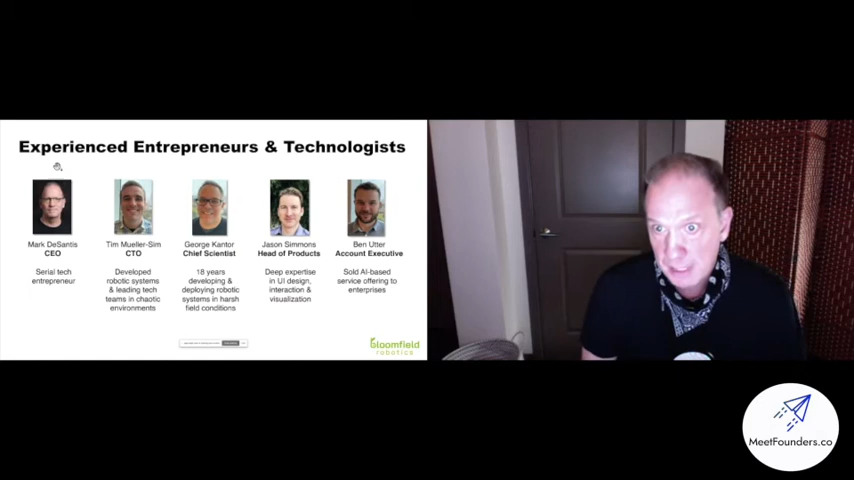 Experienced Entrepreneurs & Technologists
Mark DeSantis
CEO
Serial tech
entrepreneur
Tim Mueller-Sim
CTO
Developed
robotic systems
& leading tech
teams in chaotic
environments
George Kantor
Chief Scientist
18 years
developing &
deploying robotic
systems in harsh
field conditions
Jason Simmons
Head of Products
Deep expertise
in UI design,
interaction &
visualization
Ben Utter
Account Executive
Sold AI-based
service offering to
enterprises
bloomfield
robotics
MeetFounders.co